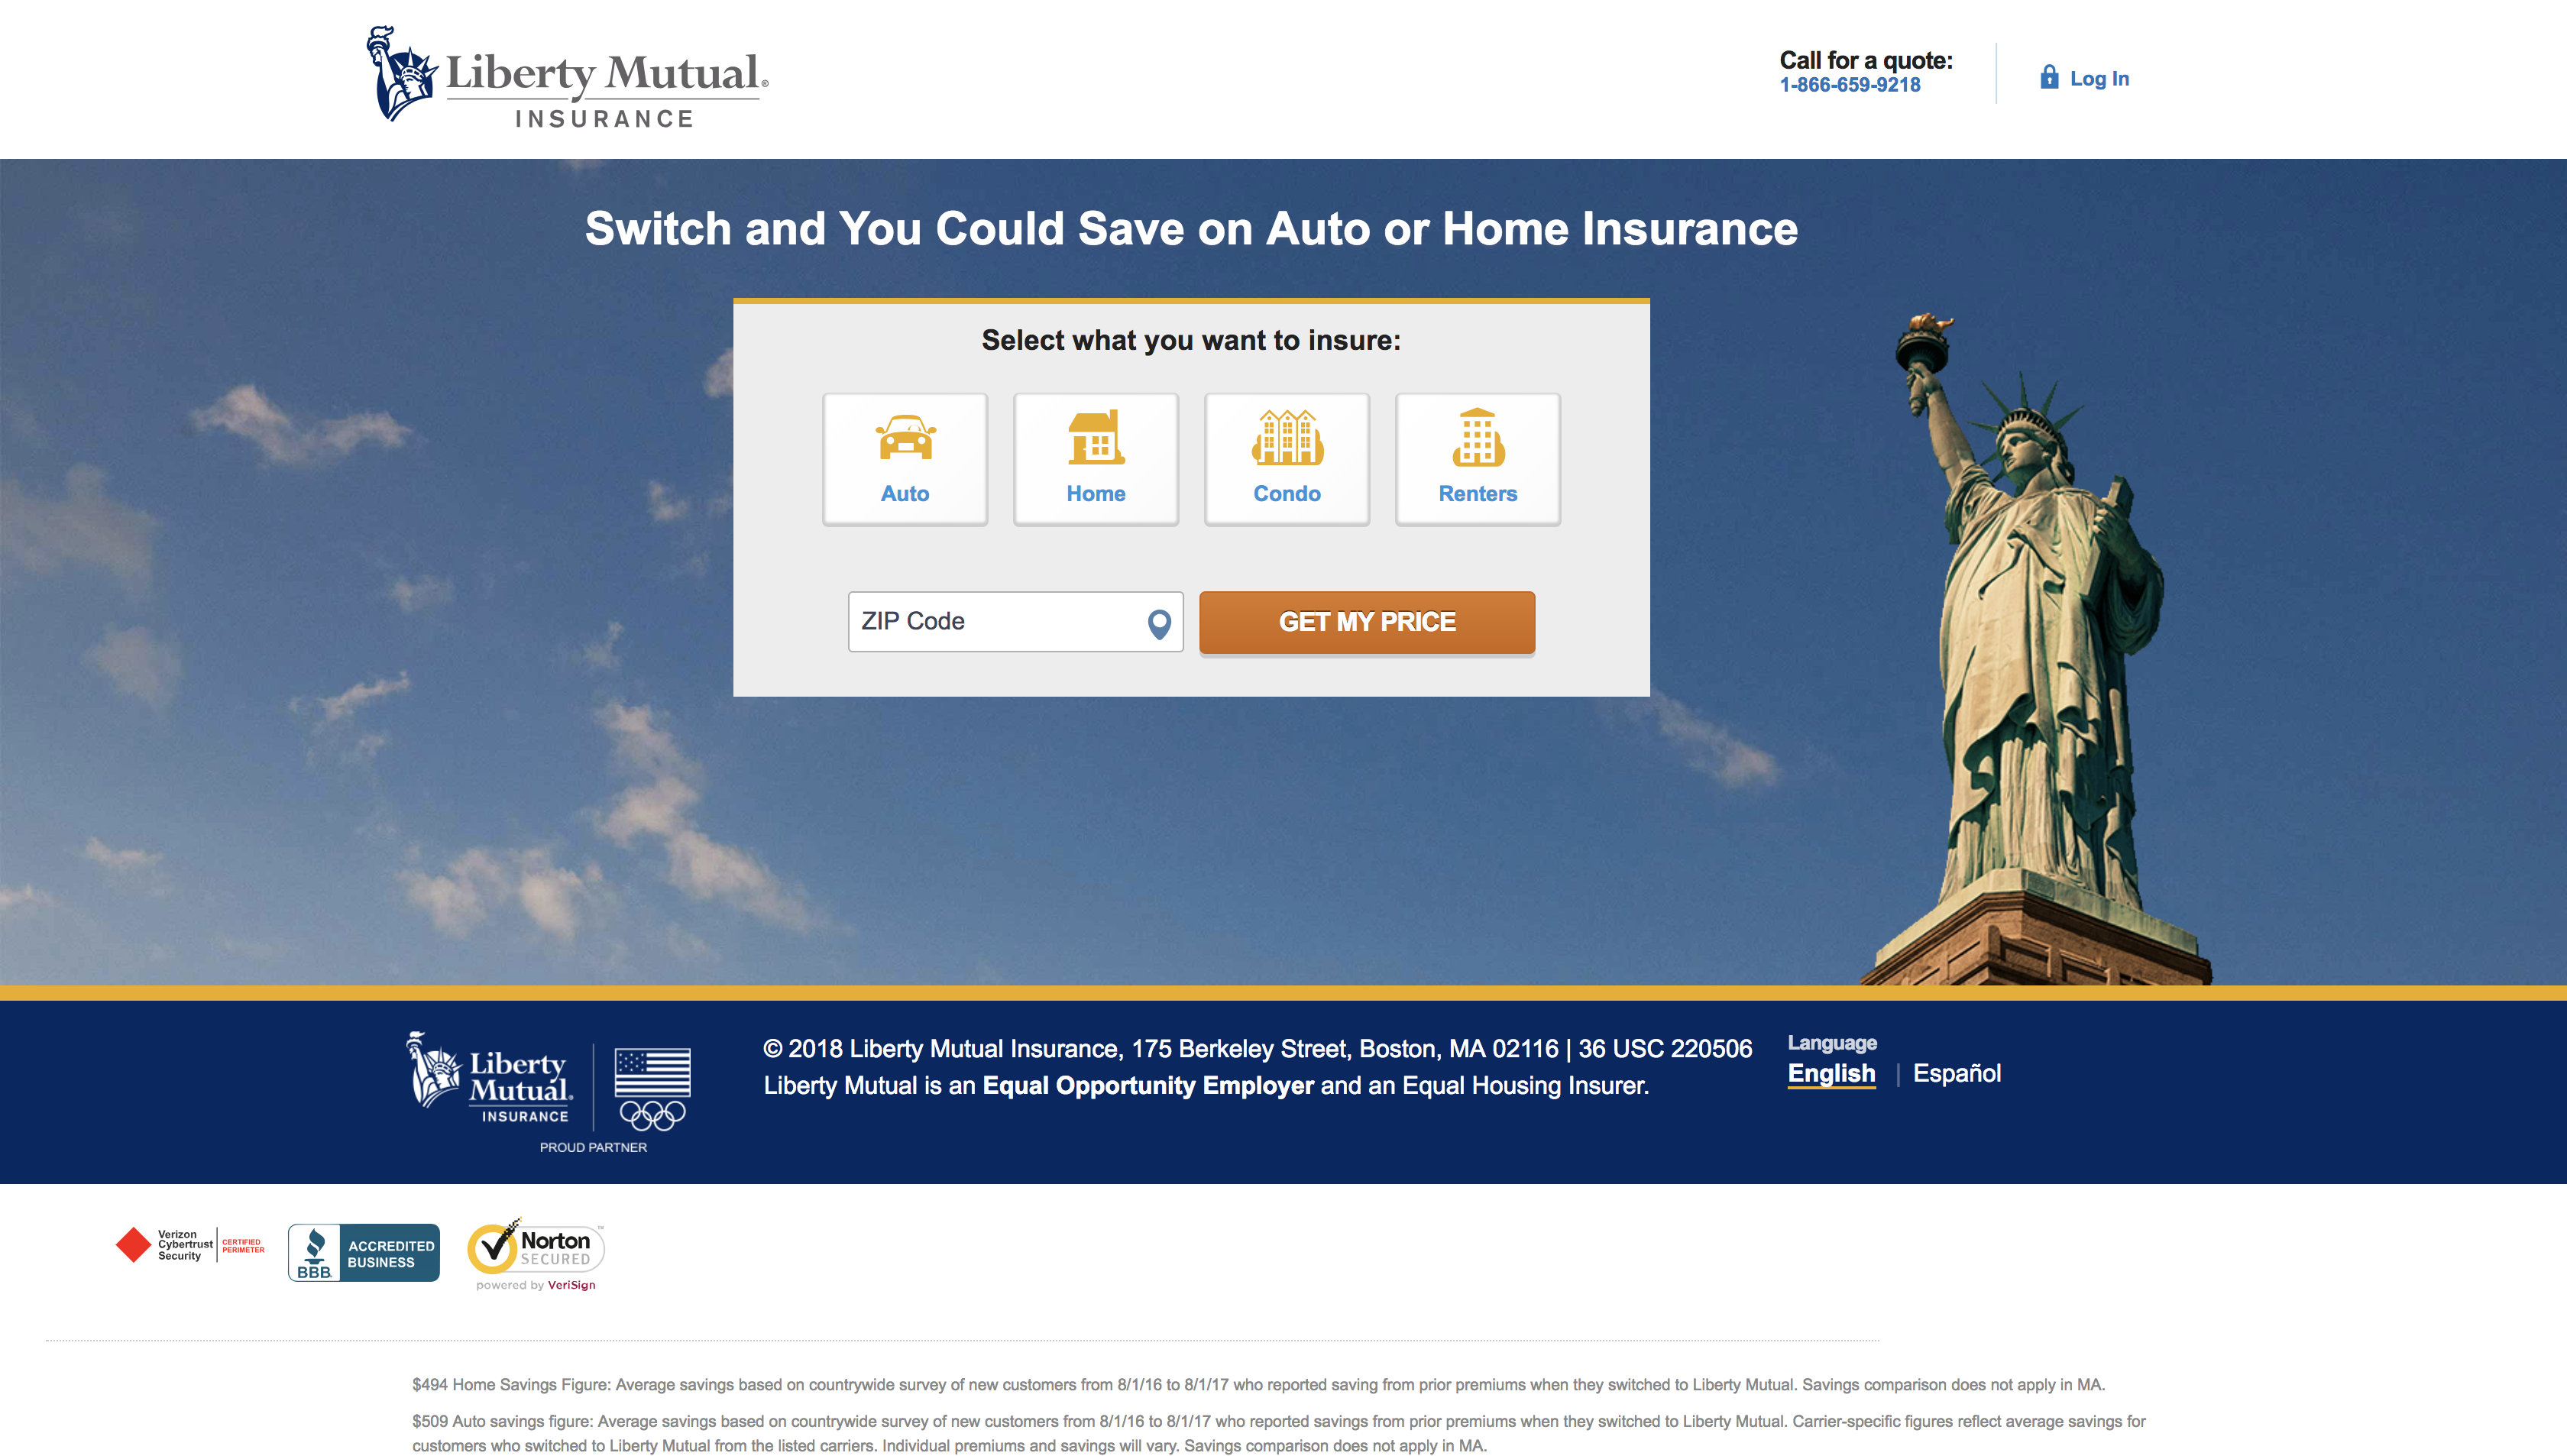 Liberty Mutual®
INSURANCE
Call for a quote:
1-866-659-9218
Log In
Switch and You Could Save on Auto or Home Insurance
Select what you want to insure:
Auto
Home
Condo
Renters
ZIP Code
GET MY PRICE
Liberty
Mutual®
INSURANCE
PROUD PARTNER
© 2018 Liberty Mutual Insurance, 175 Berkeley Street, Boston, MA 02116 | 36 USC 220506
Liberty Mutual is an Equal Opportunity Employer and an Equal Housing Insurer.
Language
English | Español
Verizon
Cybertrust
Security
CERTIFIED
PERIMETER
BBB
ACCREDITED
BUSINESS
Norton™
SECURED
powered by VeriSign
$494 Home Savings Figure: Average savings based on countrywide survey of new customers from 8/1/16 to 8/1/17 who reported saving from prior premiums when they switched to Liberty Mutual. Savings comparison does not apply in MA.
$509 Auto savings figure: Average savings based on countrywide survey of new customers from 8/1/16 to 8/1/17 who reported savings from prior premiums when they switched to Liberty Mutual. Carrier-specific figures reflect average savings for
customers who switched to Liberty Mutual from the listed carriers. Individual premiums and savings will vary. Savings comparison does not apply in MA.